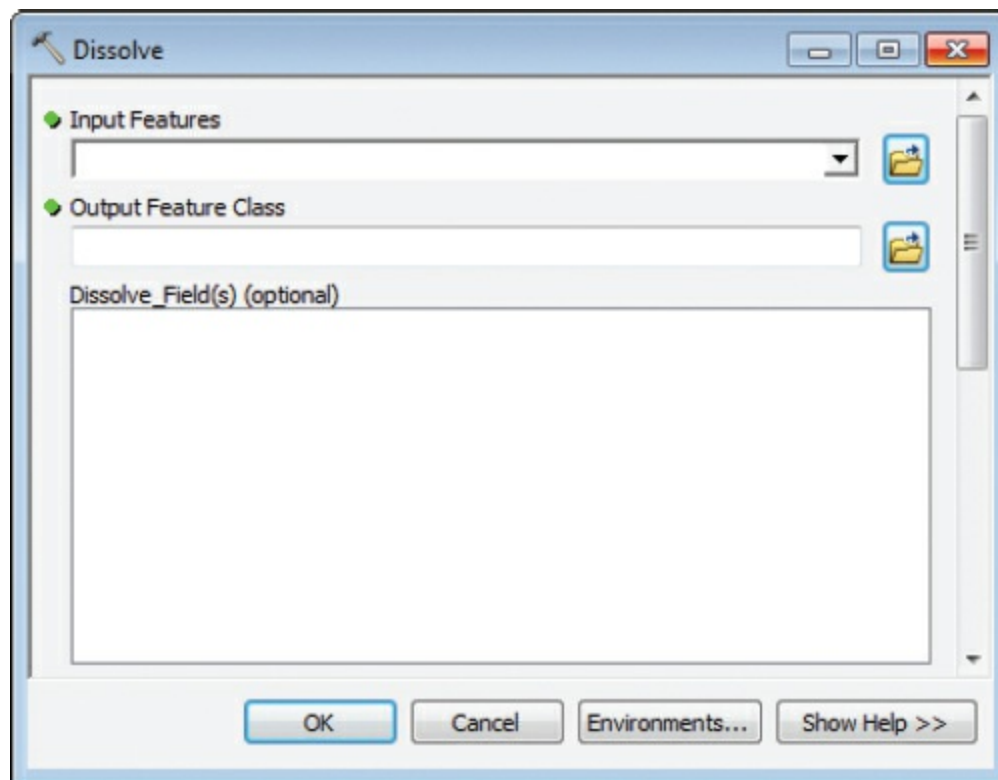 Dissolve
Input Features
Output Feature Class
Dissolve_Field(s) (optional)
OK Cancel Environments... Show Help >>